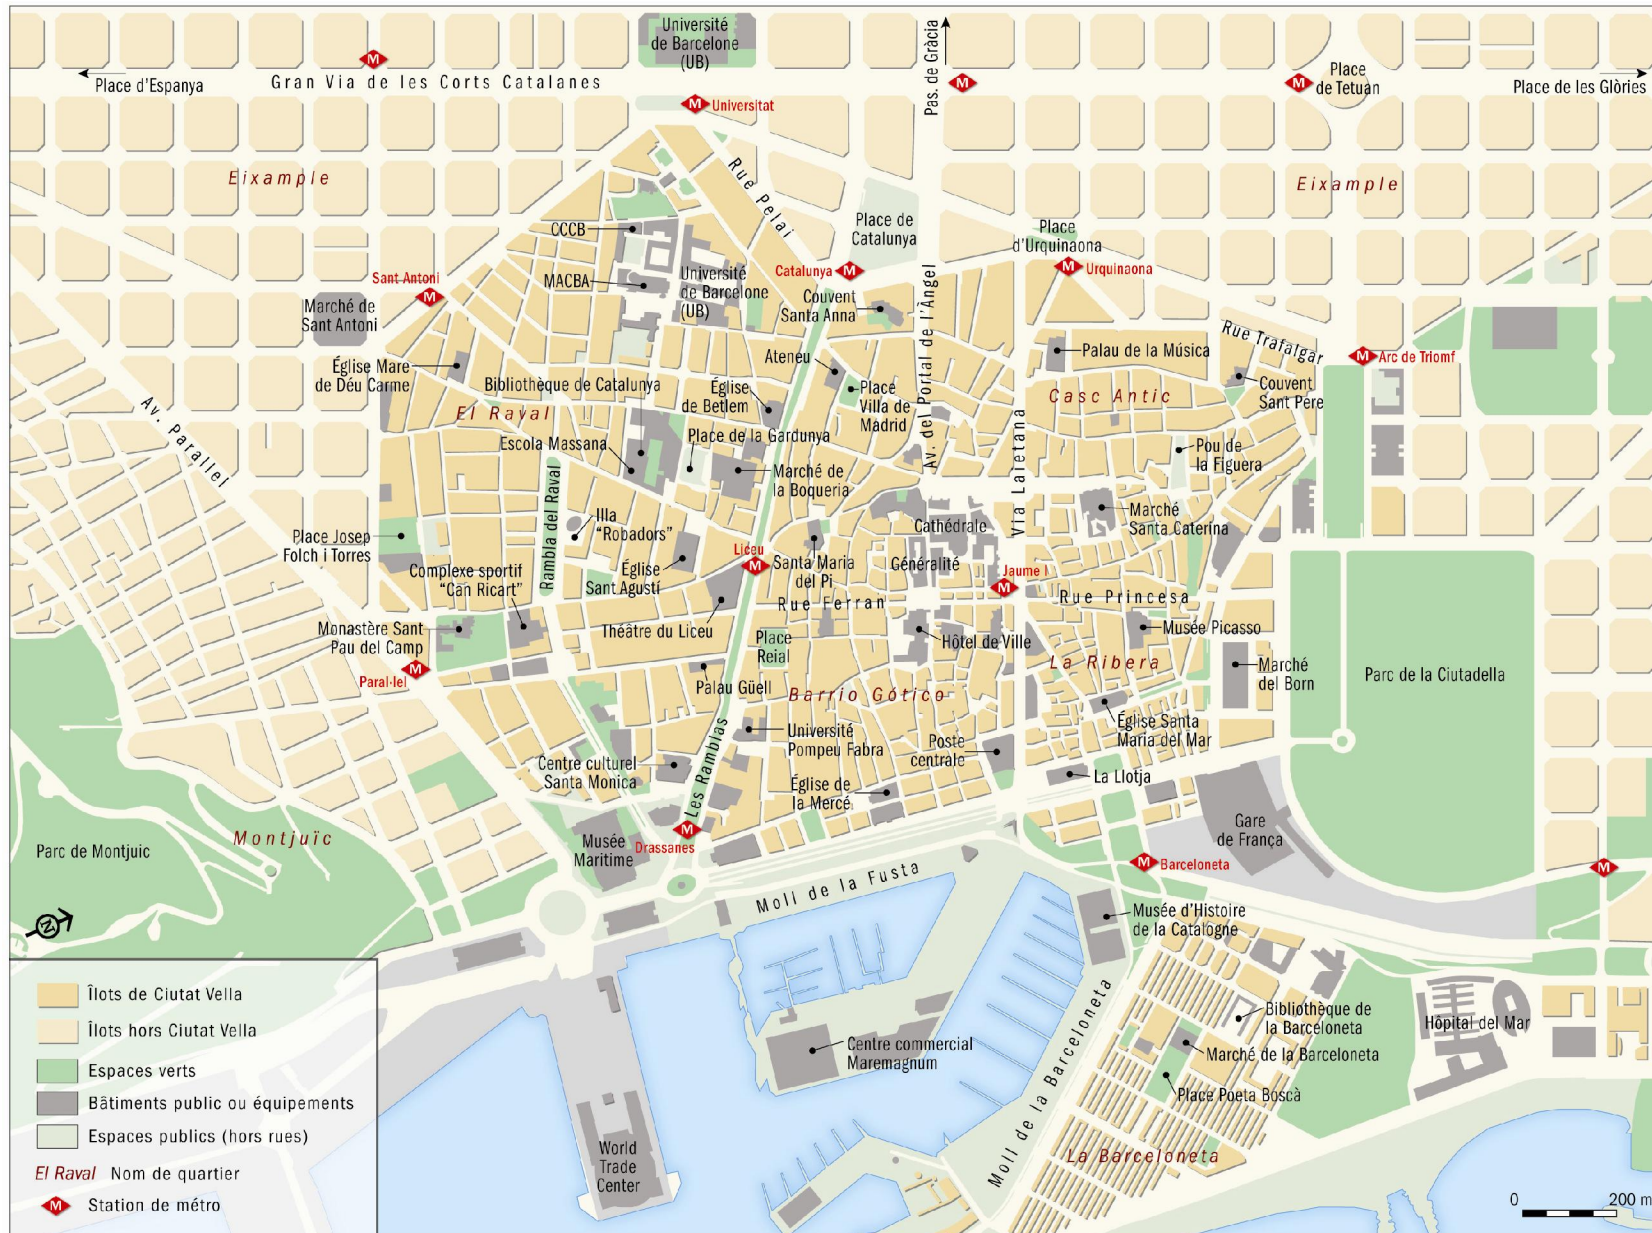 Université
de Barcelone
(UB)
Pas. de Gràcia
Place d'Espanya
Gran Via de les Corts Catalanes
Place
de Tetuan
Place de les Glòries
Universitat
Eixample
Rue Pelai
Eixample
Place de
Catalunya
Place
d'Urquinaona
CCCB
Catalunya
Urquinaona
Sant Antoni
MACBA
Université
de Barcelone
(UB)
Couvent
Santa Anna
Marché de
Sant Antoni
Av. del Portal de l'Àngel
Rue Trafalgar
Palau de la Música
Arc de Triomf
Ateneu
Église Mare
de Déu Carme
Bibliothèque de Catalunya
Église
de Betlem
Place
Villa de
Madrid
Casc Antic
Couvent
Sant Pere
El Raval
Av. Parallel
Escola Massana
Place de la Gardunya
Marché de
la Boqueria
Pou de
la Figuera
Via Laietana
Rambla del Raval
Illa
"Robadors"
Cathédrale
Marché
Santa Caterina
Place Josep
Folch i Torres
Liceu
Santa Maria
del Pi
Généralité
Jaume I
Complexe sportif
"Can Ricart"
Église
Sant Agustí
Rue Ferran
Rue Princesa
Monastère Sant
Pau del Camp
Théâtre du Liceu
Place
Reial
Hôtel de Ville
Musée Picasso
La Ribera
Marché
del Born
Parc de la Ciutadella
Paral·lel
Palau Güell
Barrio Gótico
Les Ramblas
Université
Pompeu Fabra
Poste
centrale
Église Santa
Maria del Mar
Centre culturel
Santa Monica
Église de
la Mercé
La Llotja
Montjuïc
Parc de Montjuic
Musée
Maritime
Drassanes
Gare
de França
Barceloneta
Moll de la Fusta
Musée d'Histoire
de la Catalogne
N
Moll de la Barceloneta
Bibliothèque de
la Barceloneta
Hôpital del Mar
Centre commercial
Maremagnum
Marché de la Barceloneta
Place Poeta Boscà
La Barceloneta
World
Trade
Center
Îlots de Ciutat Vella
Îlots hors Ciutat Vella
Espaces verts
Bâtiments public ou équipements
Espaces publics (hors rues)
El Raval Nom de quartier
M Station de métro
0 200 m